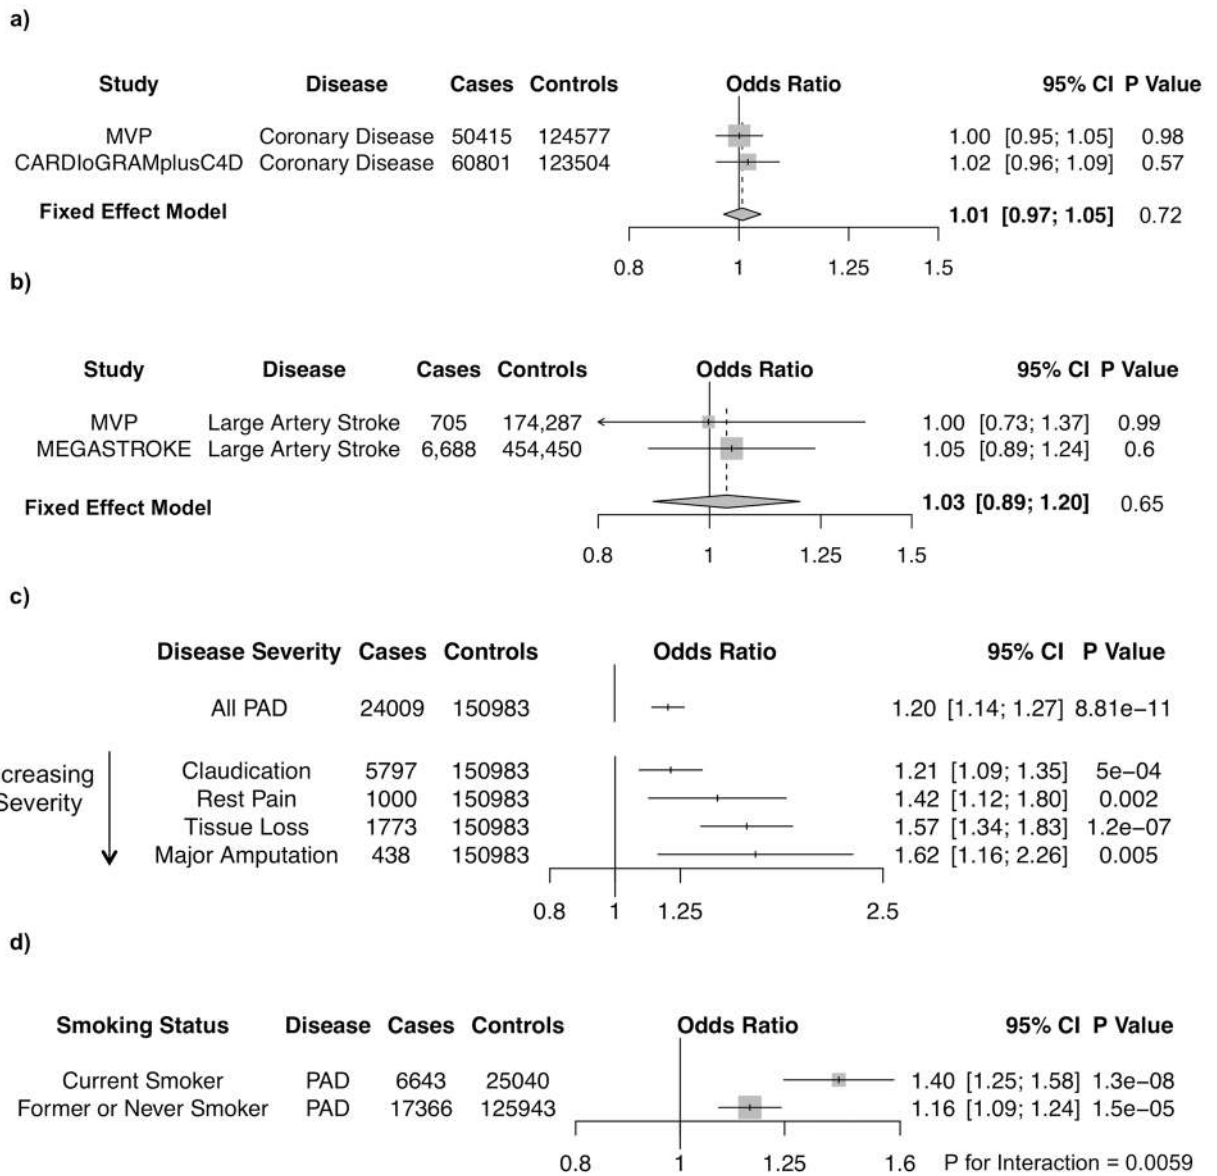 a)
Study Disease Cases Controls Odds Ratio 95% CI P Value
MVP Coronary Disease 50415 124577 1.00 [0.95; 1.05] 0.98
CARDIoGRAMplusC4D Coronary Disease 60801 123504 1.02 [0.96; 1.09] 0.57
Fixed Effect Model 1.01 [0.97; 1.05] 0.72
0.8 1 1.25 1.5
b)
Study Disease Cases Controls Odds Ratio 95% CI P Value
MVP Large Artery Stroke 705 174,287 1.00 [0.73; 1.37] 0.99
MEGASTROKE Large Artery Stroke 6,688 454,450 1.05 [0.89; 1.24] 0.6
Fixed Effect Model 1.03 [0.89; 1.20] 0.65
0.8 1 1.25 1.5
c)
Disease Severity Cases Controls Odds Ratio 95% CI P Value
All PAD 24009 150983 1.20 [1.14; 1.27] 8.81e−11
creasing
Severity
Claudication 5797 150983 1.21 [1.09; 1.35] 5e−04
Rest Pain 1000 150983 1.42 [1.12; 1.80] 0.002
Tissue Loss 1773 150983 1.57 [1.34; 1.83] 1.2e−07
Major Amputation 438 150983 1.62 [1.16; 2.26] 0.005
0.8 1 1.25 2.5
d)
Smoking Status Disease Cases Controls Odds Ratio 95% CI P Value
Current Smoker PAD 6643 25040 1.40 [1.25; 1.58] 1.3e−08
Former or Never Smoker PAD 17366 125943 1.16 [1.09; 1.24] 1.5e−05
0.8 1 1.25 1.6 P for Interaction = 0.0059